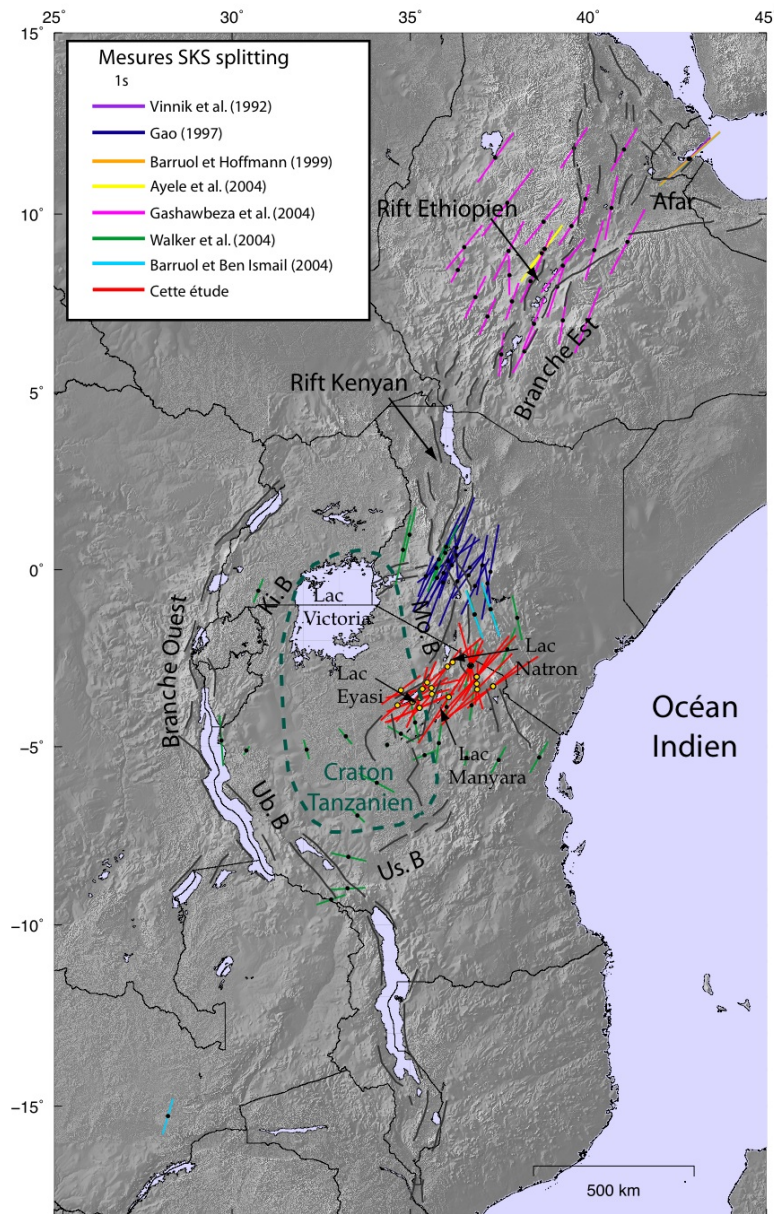 25° 30° 35° 40° 45
15°
10°
5°
0°
−5°
−10°
−15°
Mesures SKS splitting
1s
Vinnik et al. (1992)
Gao (1997)
Barruol et Hoffmann (1999)
Ayele et al. (2004)
Gashawbeza et al. (2004)
Walker et al. (2004)
Barruol et Ben Ismail (2004)
Cette étude
Afar
Rift Ethiopien
Branche Est
Rift Kenyan
Branche Ouest
Ki. B
Lac
Victoria
Mo. B
Lac
Natron
Lac
Eyasi
Lac
Manyara
Craton
Tanzanien
Ub. B
Us. B
Océan
Indien
500 km